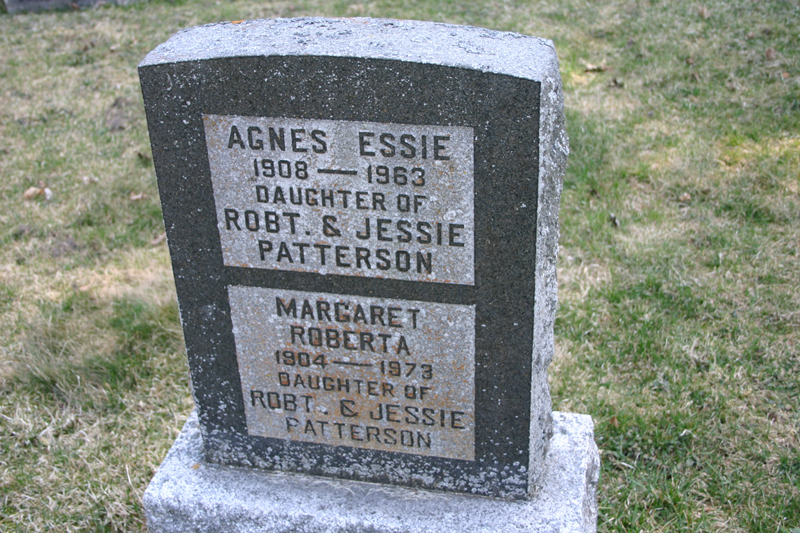 AGNES ESSIE
1908 — 1963
DAUGHTER OF
ROBT. & JESSIE
PATTERSON
MARGARET
ROBERTA
1904 — 1973
DAUGHTER OF
ROBT. & JESSIE
PATTERSON